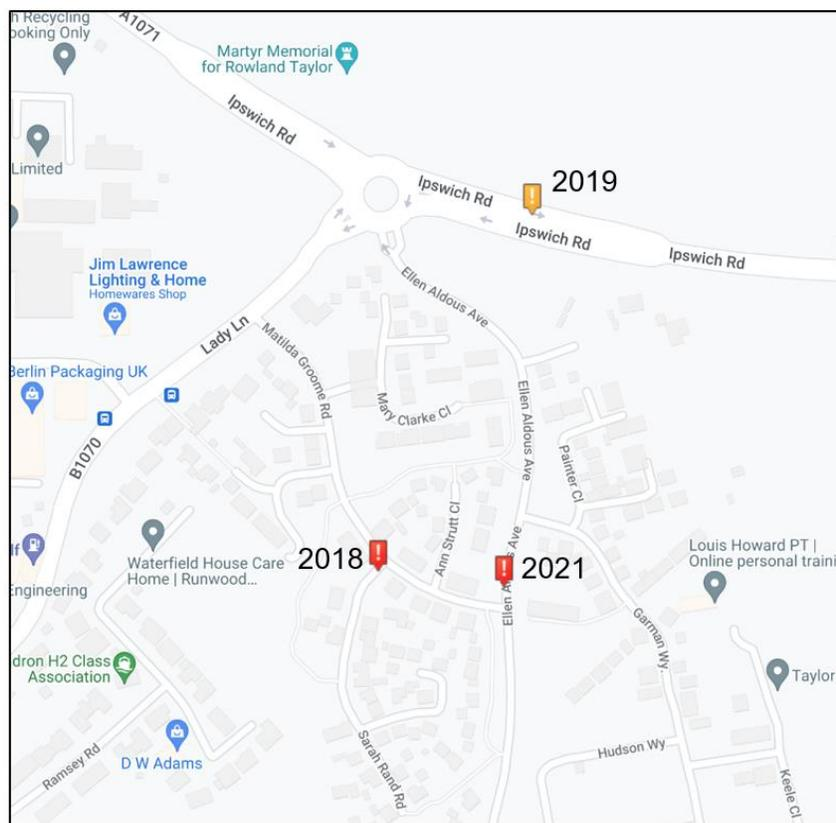 n Recycling
ooking Only
A1071
Martyr Memorial
for Rowland Taylor
Ipswich Rd
Limited
Ipswich Rd
2019
Ipswich Rd
Ipswich Rd
Jim Lawrence
Lighting & Home
Homewares Shop
Ellen Aldous Ave
Lady Ln
Matilda Groome Rd
Berlin Packaging UK
Mary Clarke Cl
Ellen Aldous Ave
B1070
Painter Cl
Ann Strutt Cl
2018
Waterfield House Care
Home | Runwood...
lf
Engineering
Ellen A s Ave
2021
Louis Howard PT |
Online personal traini
Garman Wy.
dron H2 Class
Association
Taylor
Ramsey Rd
D W Adams
Sarah Rand Rd
Hudson Wy
Keele Cl